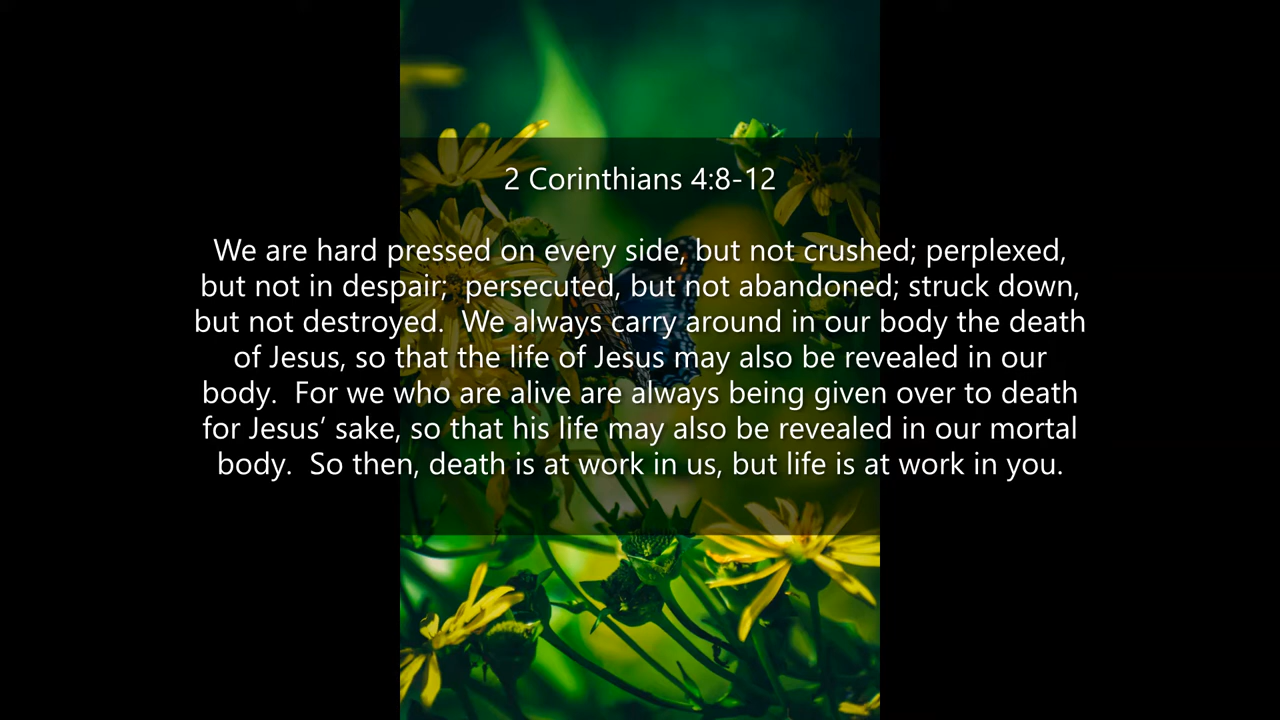 2 Corinthians 4:8-12
We are hard pressed on every side, but not crushed; perplexed,
but not in despair;  persecuted, but not abandoned; struck down,
but not destroyed.  We always carry around in our body the death
of Jesus, so that the life of Jesus may also be revealed in our
body.  For we who are alive are always being given over to death
for Jesus’ sake, so that his life may also be revealed in our mortal
body.  So then, death is at work in us, but life is at work in you.